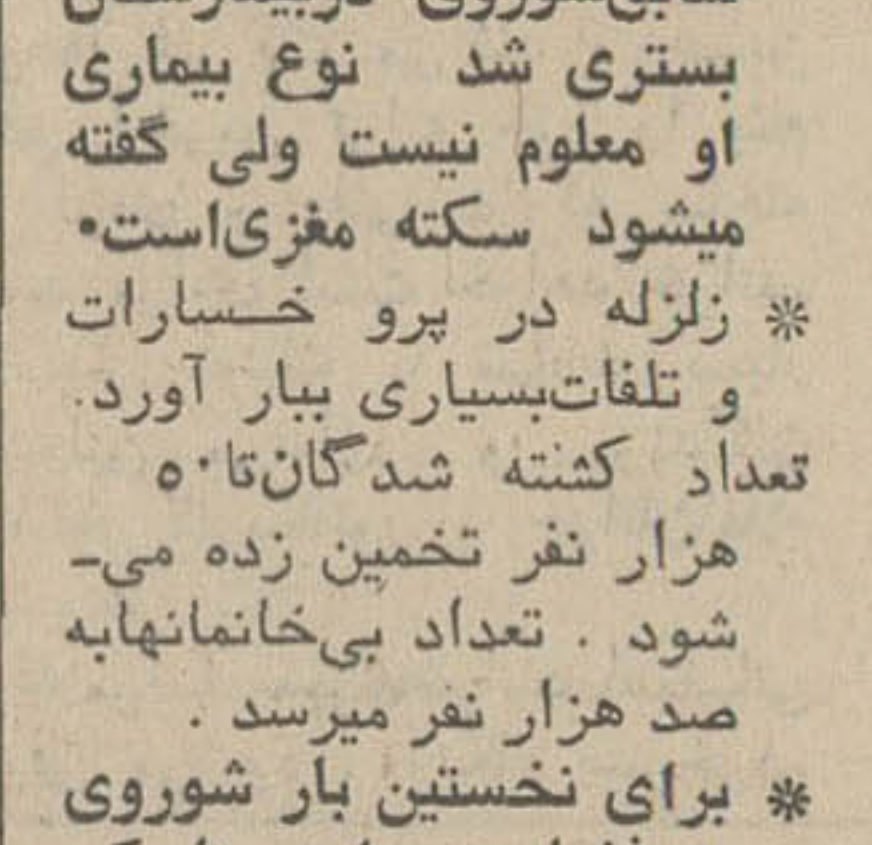 بستری شد نوع بیماری
او معلوم نیست ولی گفته
میشود سکته مغزی‌است.
* زلزله در پرو خسارات
و تلفات‌بسیاری ببار آورد.
تعداد کشته شدگان‌تا ۵۰
هزار نفر تخمین زده می-
شود . تعداد بی‌خانمانهابه
صد هزار نفر میرسد .
* برای نخستین بار شوروی